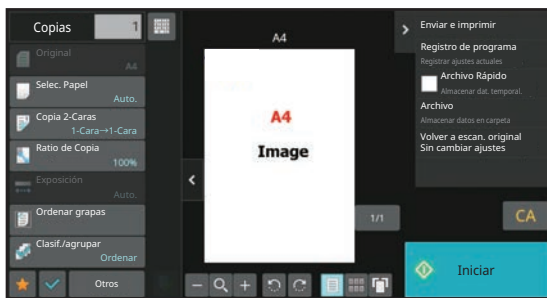 Copias
1
Original
A4
Selec. Papel
Auto.
Copia 2-Caras
1-Cara→1-Cara
Ratio de Copia
100%
Exposición
Auto.
Ordenar grapas
Clasif./agrupar
Ordenar
Otros
A4
A4
Image
1/1
Enviar e imprimir
Registro de programa
Registrar ajustes actuales
Archivo Rápido
Almacenar dat. temporal.
Archivo
Almacenar datos en carpeta
Volver a escan. original
Sin cambiar ajustes
CA
Iniciar